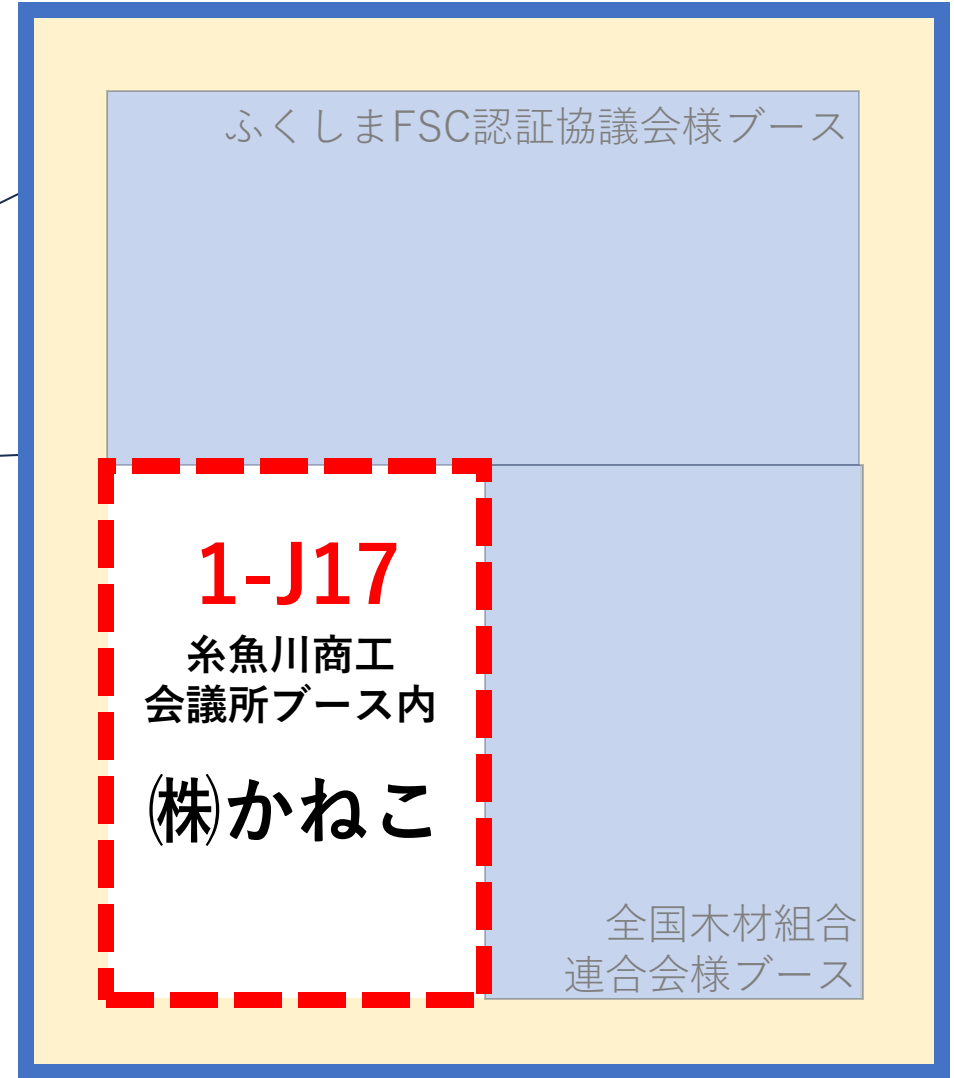 ふくしまFSC認証協議会様ブース
1-J17
糸魚川商工
会議所ブース内
㈱かねこ
全国木材組合
連合会様ブース